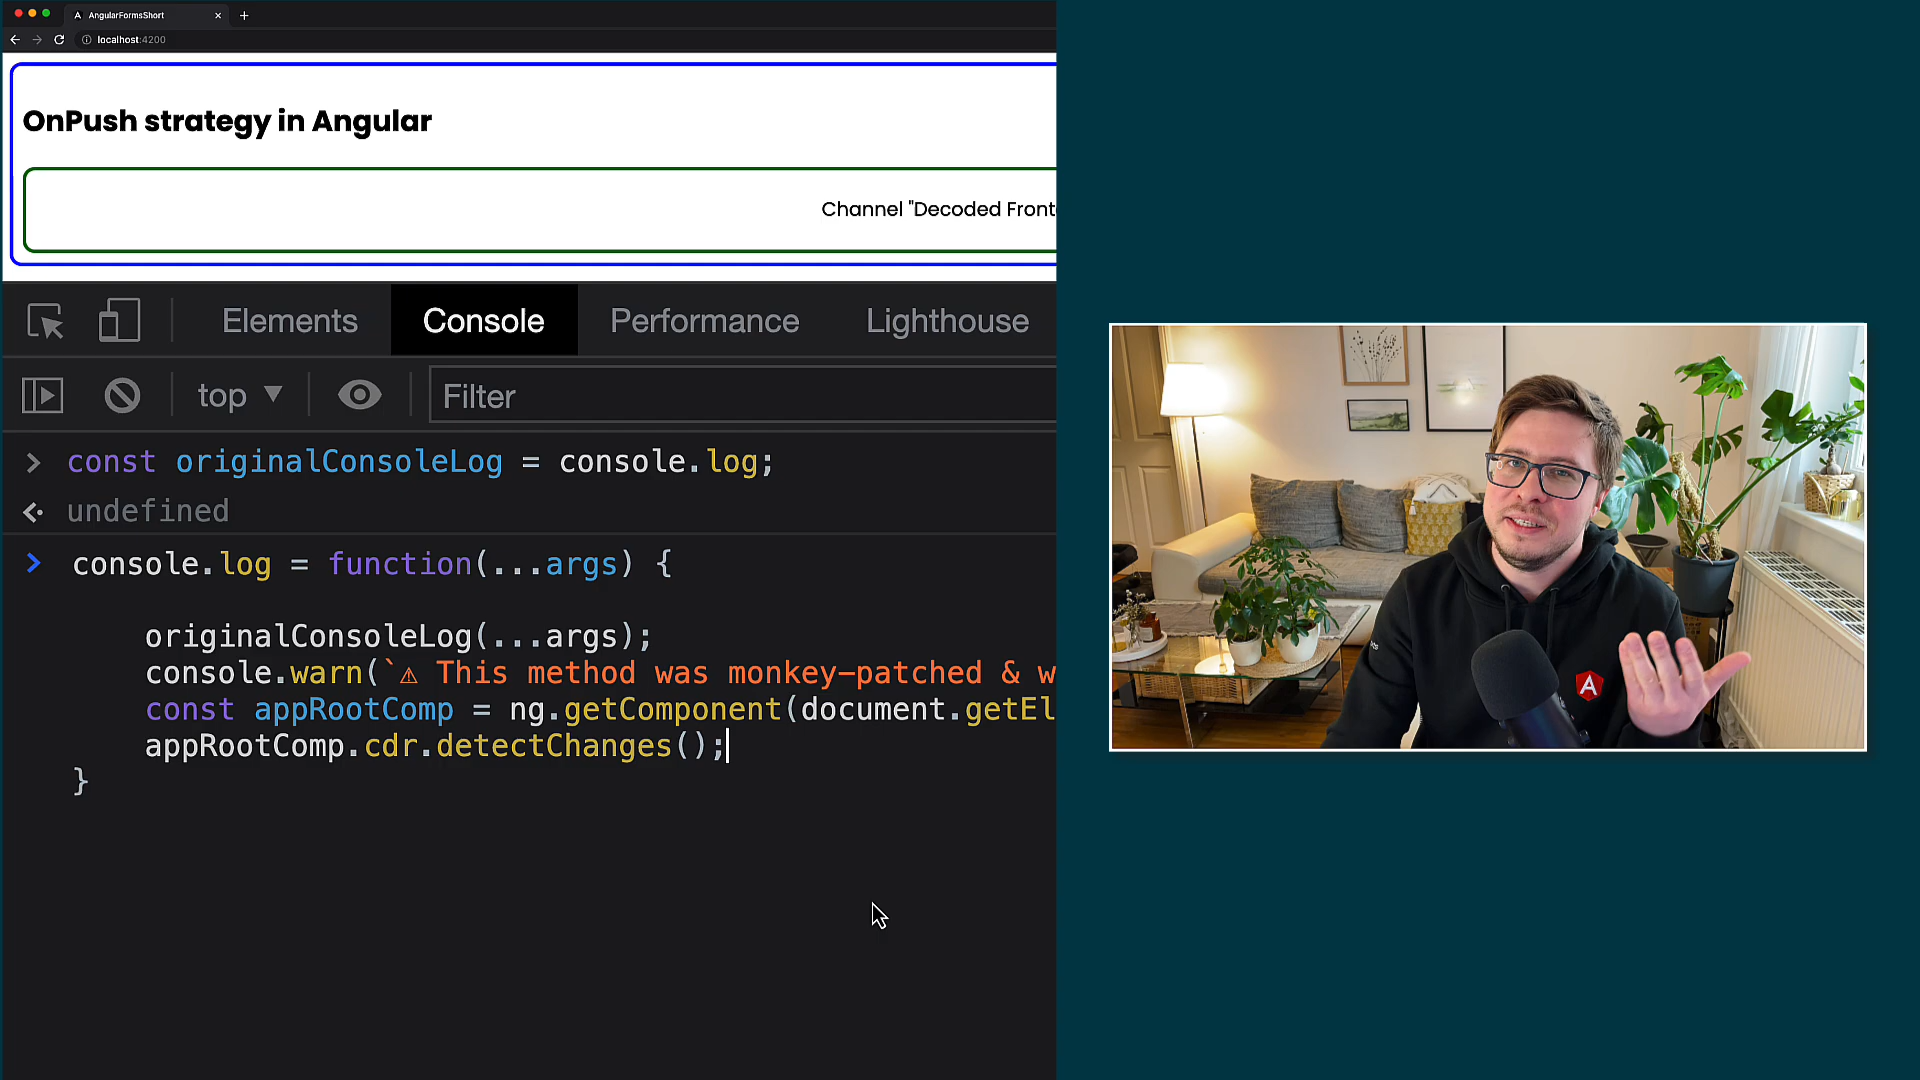 AngularFormsShort
localhost:4200
OnPush strategy in Angular
Channel "Decoded Fronte
Elements
Console
Performance
Lighthouse
top
Filter
const originalConsoleLog = console.log;
undefined
console.log = function(...args) {
originalConsoleLog(...args);
console.warn(`⚠ This method was monkey-patched & w
const appRootComp = ng.getComponent(document.getEl
appRootComp.cdr.detectChanges();
}
A